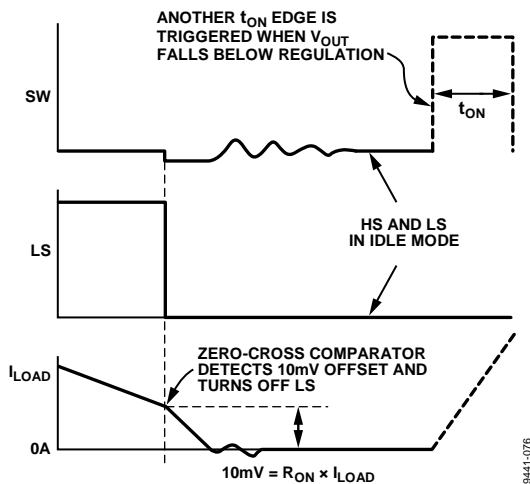 ANOTHER tON EDGE IS
TRIGGERED WHEN VOUT
FALLS BELOW REGULATION
SW
tON
HS AND LS
IN IDLE MODE
LS
ZERO-CROSS COMPARATOR
DETECTS 10mV OFFSET AND
TURNS OFF LS
ILOAD
0A
10mV = RON × ILOAD
9441-076